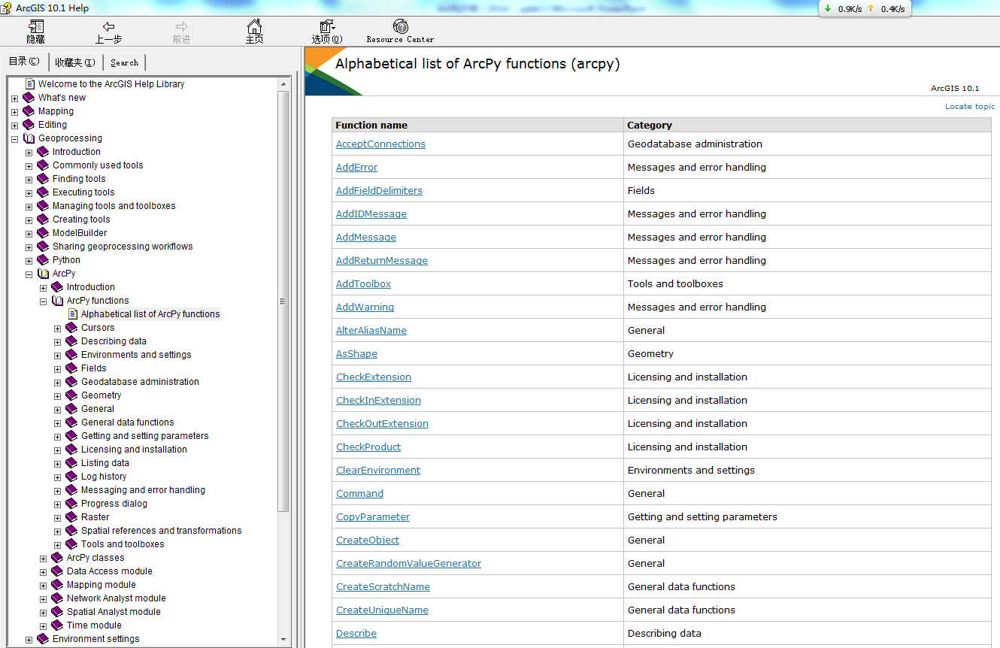 ArcGIS 10.1 Help
0.9K/s 0.4K/s
隐藏 上一步 前进 主页 选项(O) Resource Center
目录(C) 收藏夹(I) Search
Welcome to the ArcGIS Help Library
What's new
Mapping
Editing
Geoprocessing
Introduction
Commonly used tools
Finding tools
Executing tools
Managing tools and toolboxes
Creating tools
ModelBuilder
Sharing geoprocessing workflows
Python
ArcPy
Introduction
ArcPy functions
Alphabetical list of ArcPy functions
Cursors
Describing data
Environments and settings
Fields
Geodatabase administration
Geometry
General
General data functions
Getting and setting parameters
Licensing and installation
Listing data
Log history
Messaging and error handling
Progress dialog
Raster
Spatial references and transformations
Tools and toolboxes
ArcPy classes
Data Access module
Mapping module
Network Analyst module
Spatial Analyst module
Time module
Environment settings
Alphabetical list of ArcPy functions (arcpy)
ArcGIS 10.1
Locate topic
Function name Category
AcceptConnections Geodatabase administration
AddError Messages and error handling
AddFieldDelimiters Fields
AddIDMessage Messages and error handling
AddMessage Messages and error handling
AddReturnMessage Messages and error handling
AddToolbox Tools and toolboxes
AddWarning Messages and error handling
AlterAliasName General
AsShape Geometry
CheckExtension Licensing and installation
CheckInExtension Licensing and installation
CheckOutExtension Licensing and installation
CheckProduct Licensing and installation
ClearEnvironment Environments and settings
Command General
CopyParameter Getting and setting parameters
CreateObject General
CreateRandomValueGenerator General
CreateScratchName General data functions
CreateUniqueName General data functions
Describe Describing data